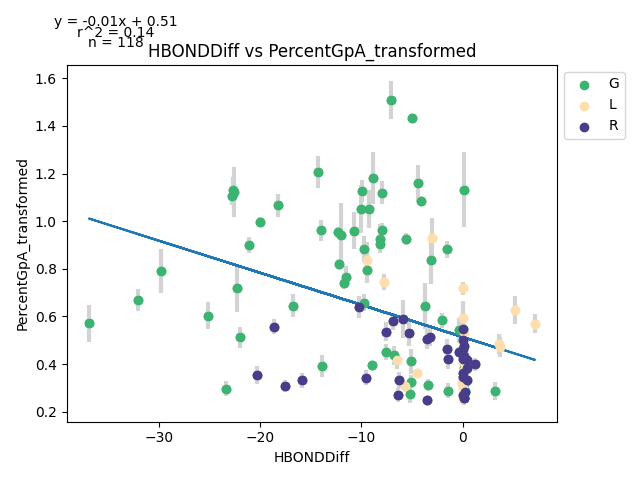 y = -0.01x + 0.51
r^2 = 0.14
n = 118
HBONDDiff vs PercentGpA_transformed
G
L
R
1.6
1.4
1.2
1.0
0.8
0.6
0.4
0.2
PercentGpA_transformed
−30
−20
−10
0
HBONDDiff